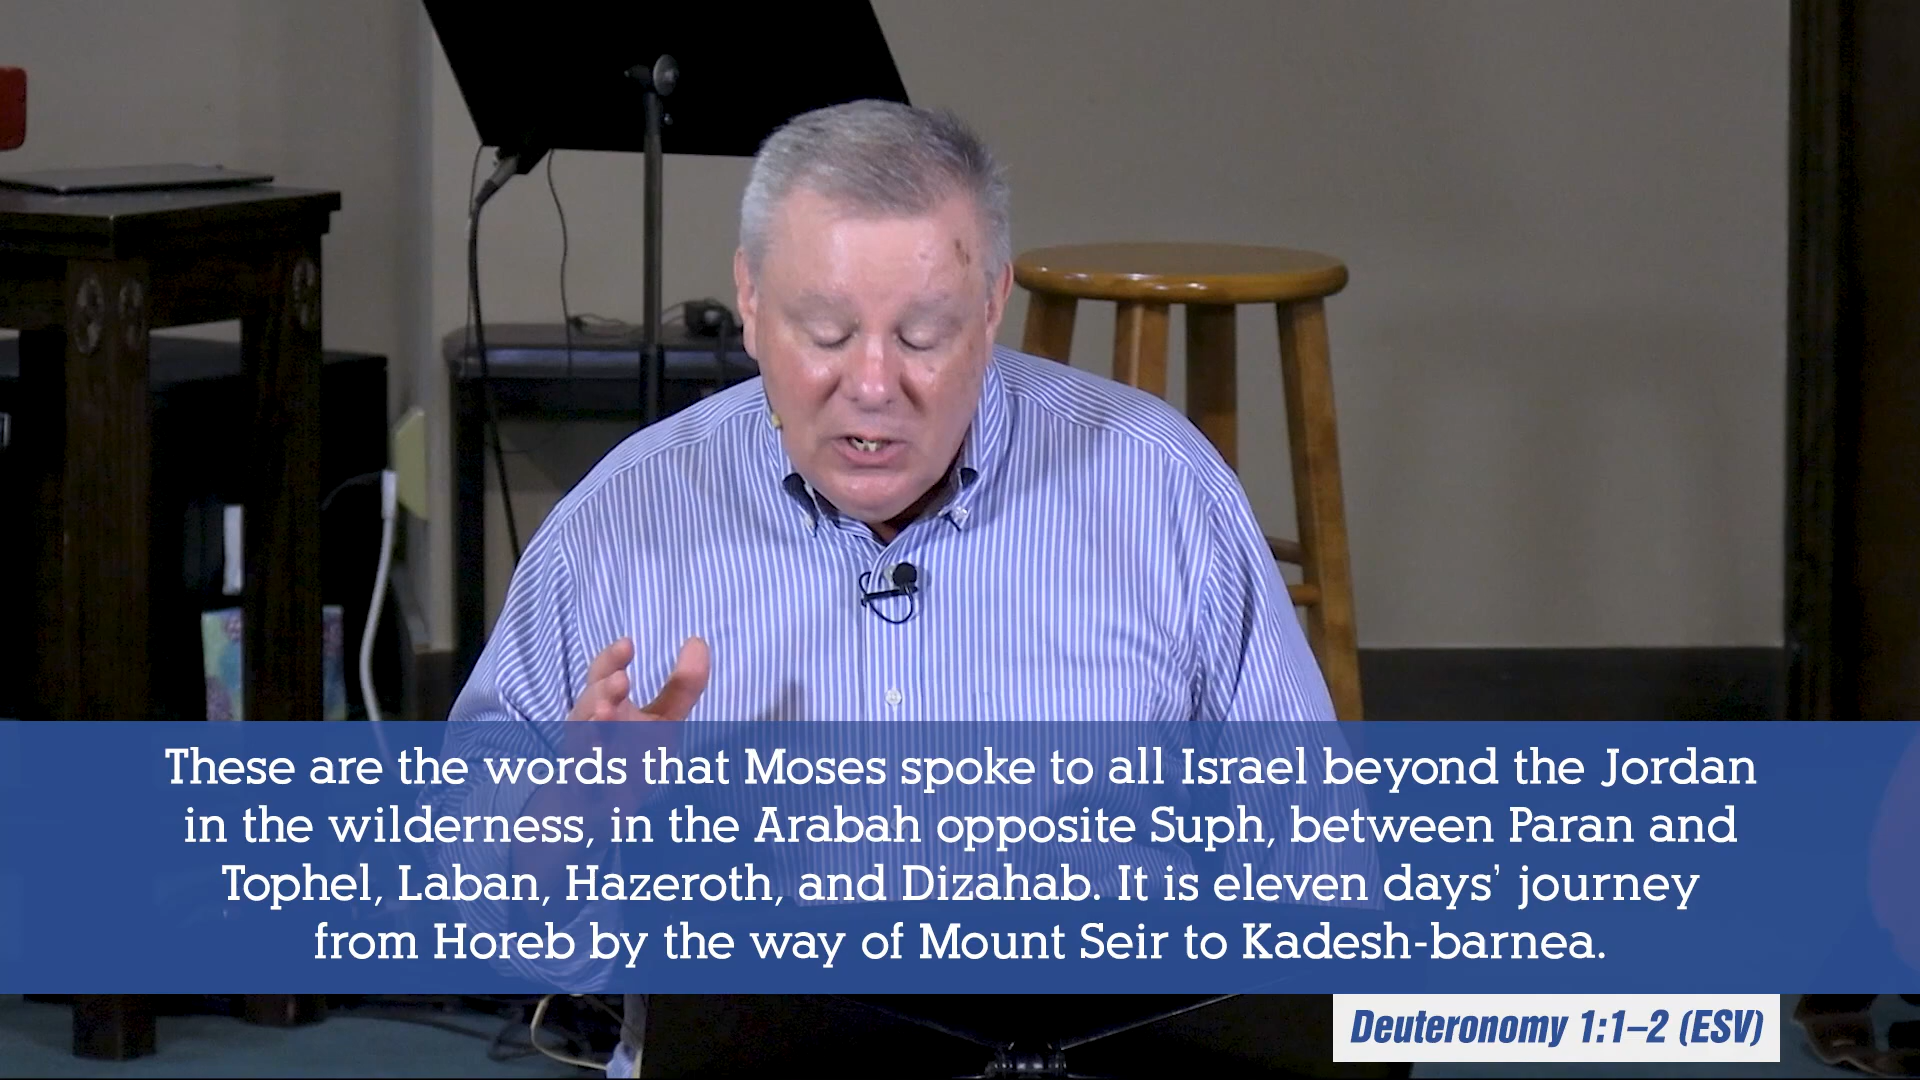 These are the words that Moses spoke to all Israel beyond the Jordan
in the wilderness, in the Arabah opposite Suph, between Paran and
Tophel, Laban, Hazeroth, and Dizahab. It is eleven days' journey
from Horeb by the way of Mount Seir to Kadesh-barnea.
Deuteronomy 1:1–2 (ESV)